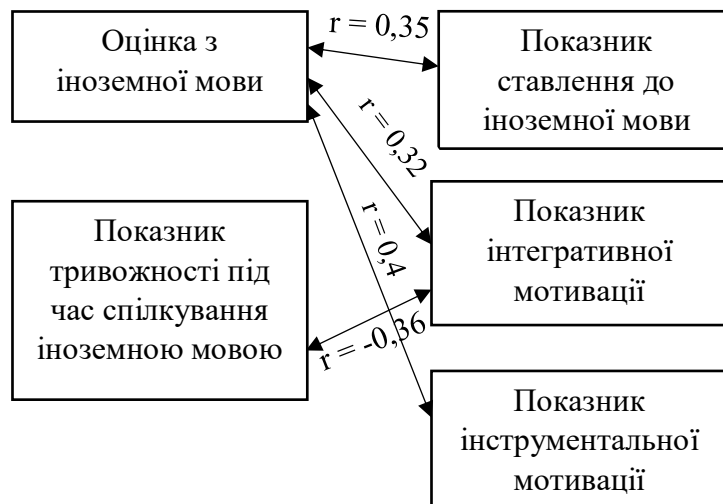 Оцінка з
іноземної мови
r = 0,35
Показник
ставлення до
іноземної мови
r = 0,32
r = 0,4
Показник
тривожності під
час спілкування
іноземною мовою
r = -0,36
Показник
інтегративної
мотивації
Показник
інструментальної
мотивації